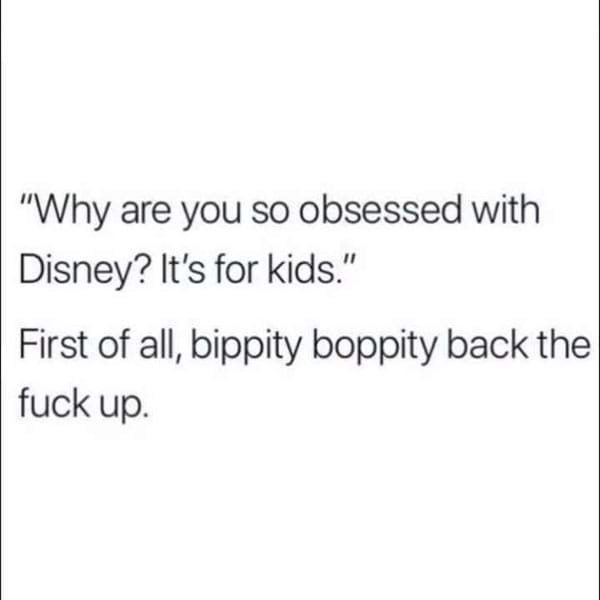 "Why are you so obsessed with
Disney? It's for kids."
First of all, bippity boppity back the
fuck up.